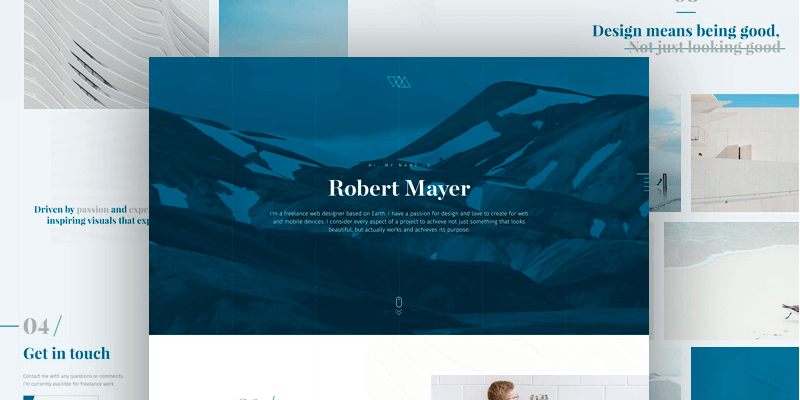 Design means being good,
Not just looking good
HI, MY NAME IS
Robert Mayer
I'm a freelance web designer based on Earth. I have a passion for design and love to create for web
and mobile devices. I consider every aspect of a project to achieve not just something that looks
beautiful, but actually works and achieves its purpose.
Driven by passion and expe
inspiring visuals that exp
04/
Get in touch
Contact me with any questions or comments,
I'm currently available for freelance work.